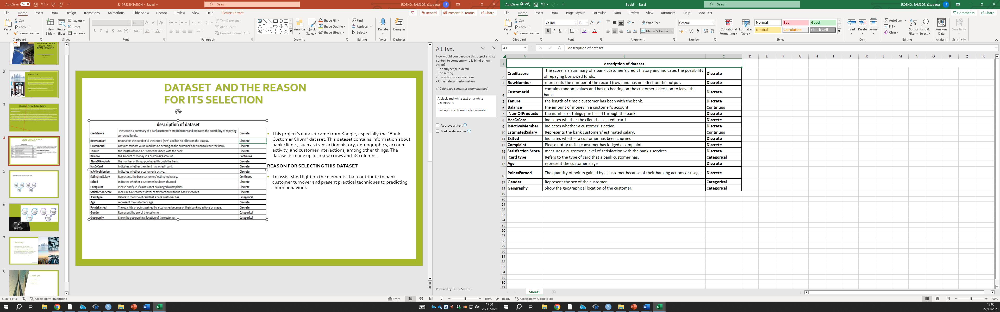 AutoSave On R -PRESENTATION • Saved Search IJOGHO, SAMSON (Student) IS
File Home Insert Draw Design Transitions Animations Slide Show Record Review View Help Picture Format Record Present in Teams Share
Paste Cut Copy Format Painter Clipboard
New Slide Reuse Slides Layout Reset Section Slides
14 Font
Text Direction Align Text Convert to SmartArt Paragraph
Arrange Quick Styles Shape Fill Shape Outline Shape Effects Drawing
Find Replace Select Editing
Dictate Voice
Designer Designer
CUSTOMER CHURN
PREDICTION IN
RETAIL BANKING
2
BANK
3
Literature review/Related Work
4
5
6
7
Summary
8
Thank you
DATASET AND THE REASON
FOR ITS SELECTION
description of dataset
Creditscore the score is a summary of a bank customer's credit history and indicates the possibility of repaying borrowed funds. Discrete
RowNumber represents the number of the record (row) and has no effect on the output. Discrete
CustomerId contains random values and has no bearing on the customer's decision to leave the bank. Discrete
Tenure the length of time a customer has been with the bank. Discrete
Balance the amount of money in a customer's account. Continuos
NumOfProducts the number of things purchased through the bank. Discrete
HasCrCard indicates whether the client has a credit card. Discrete
IsActiveMember Indicates whether a customer is active. Discrete
EstimatedSalary Represents the bank customers' estimated salary. Continuos
Exited Indicates whether a customer has been churned Discrete
Complaint Please notify us if a consumer has lodged a complaint. Discrete
Satisfaction Score measures a customer's level of satisfaction with the bank's services. Discrete
Card type Refers to the type of card that a bank customer has. Categorical
Age represent the customer's age Discrete
PointsEarned The quantity of points gained by a customer because of their banking actions or usage. Discrete
Gender Represent the sex of the customer. Categorical
Geography Show the geographical location of the customer. Categorical
• This project's dataset came from Kaggle, especially the "Bank
Customer Churn" dataset. This dataset contains information about
bank clients, such as transaction history, demographics, account
activity, and customer interactions, among other things. The
dataset is made up of 10,000 rows and 18 columns.
REASON FOR SELECTING THIS DATASET
• To assist shed light on the elements that contribute to bank
customer turnover and present practical techniques to predicting
churn behaviour.
Alt Text
How would you describe this object and its
context to someone who is blind or low
vision?
- The subject(s) in detail
- The setting
- The actions or interactions
- Other relevant information
(1-2 detailed sentences recommended)
A black and white text on a white
background
Description automatically generated
Approve alt text
Mark as decorative
Powered by Office Services
Slide 4 of 8 Accessibility: Investigate Notes 105%
17:00
22/11/2023
AutoSave Off Book3 - Excel Search IJOGHO, SAMSON (Student) IS
File Home Insert Draw Page Layout Formulas Data Review View Automate Help Load Test Comments Share
Paste Cut Copy Format Painter Clipboard
Calibri 13 Font
Wrap Text Merge & Center Alignment
General Number
Conditional Formatting Format as Table Normal Bad Good Neutral Calculation Check Cell Styles
Insert Delete Format Cells
AutoSum Fill Clear Sort & Filter Find & Select Editing
Analyze Data Analysis
Sensitivity Sensitivity
A1 fx description of dataset
A B C D E F G H I J K L M N O P Q R
1 description of dataset
2 Creditscore the score is a summary of a bank customer's credit history and indicates the possibility
of repaying borrowed funds. Discrete
3 RowNumber represents the number of the record (row) and has no effect on the output. Discrete
4 CustomerId contains random values and has no bearing on the customer's decision to leave the
bank. Discrete
5 Tenure the length of time a customer has been with the bank. Discrete
6 Balance the amount of money in a customer's account. Continuos
7 NumOfProducts the number of things purchased through the bank. Discrete
8 HasCrCard indicates whether the client has a credit card. Discrete
9 IsActiveMember Indicates whether a customer is active. Discrete
10 EstimatedSalary Represents the bank customers' estimated salary. Continuos
11 Exited Indicates whether a customer has been churned Discrete
12 Complaint Please notify us if a consumer has lodged a complaint. Discrete
13 Satisfaction Score measures a customer's level of satisfaction with the bank's services. Discrete
14 Card type Refers to the type of card that a bank customer has. Categorical
15 Age represent the customer's age Discrete
16 PointsEarned The quantity of points gained by a customer because of their banking actions or usage. Discrete
17 Gender Represent the sex of the customer. Categorical
18 Geography Show the geographical location of the customer. Categorical
19
20
21
22
23
24
25
26
27
28
29
30
31
32
33
34
35
36
37
Sheet1
Ready Accessibility: Good to go 100%
17:00
22/11/2023